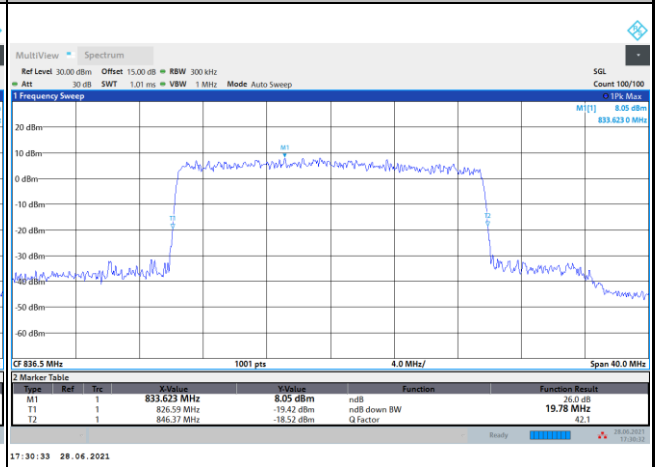 MultiView Spectrum
Ref Level 30.00 dBm Offset 15.00 dB RBW 300 kHz SGL
Att 30 dB SWT 1.01 ms VBW 1 MHz Mode Auto Sweep Count 100/100
1 Frequency Sweep 1Pk Max
M1[1] 8.05 dBm
833.623 0 MHz
20 dBm
M1
10 dBm
0 dBm
-10 dBm
T1 T2
-20 dBm
-30 dBm
-40 dBm
-50 dBm
-60 dBm
CF 836.5 MHz 1001 pts 4.0 MHz/ Span 40.0 MHz
2 Marker Table
Type Ref Trc X-Value Y-Value Function Function Result
M1 1 833.623 MHz 8.05 dBm ndB 26.0 dB
T1 1 826.59 MHz -19.42 dBm ndB down BW 19.78 MHz
T2 1 846.37 MHz -18.52 dBm Q Factor 42.1
Ready 28.06.2021
17:30:32
17:30:33 28.06.2021